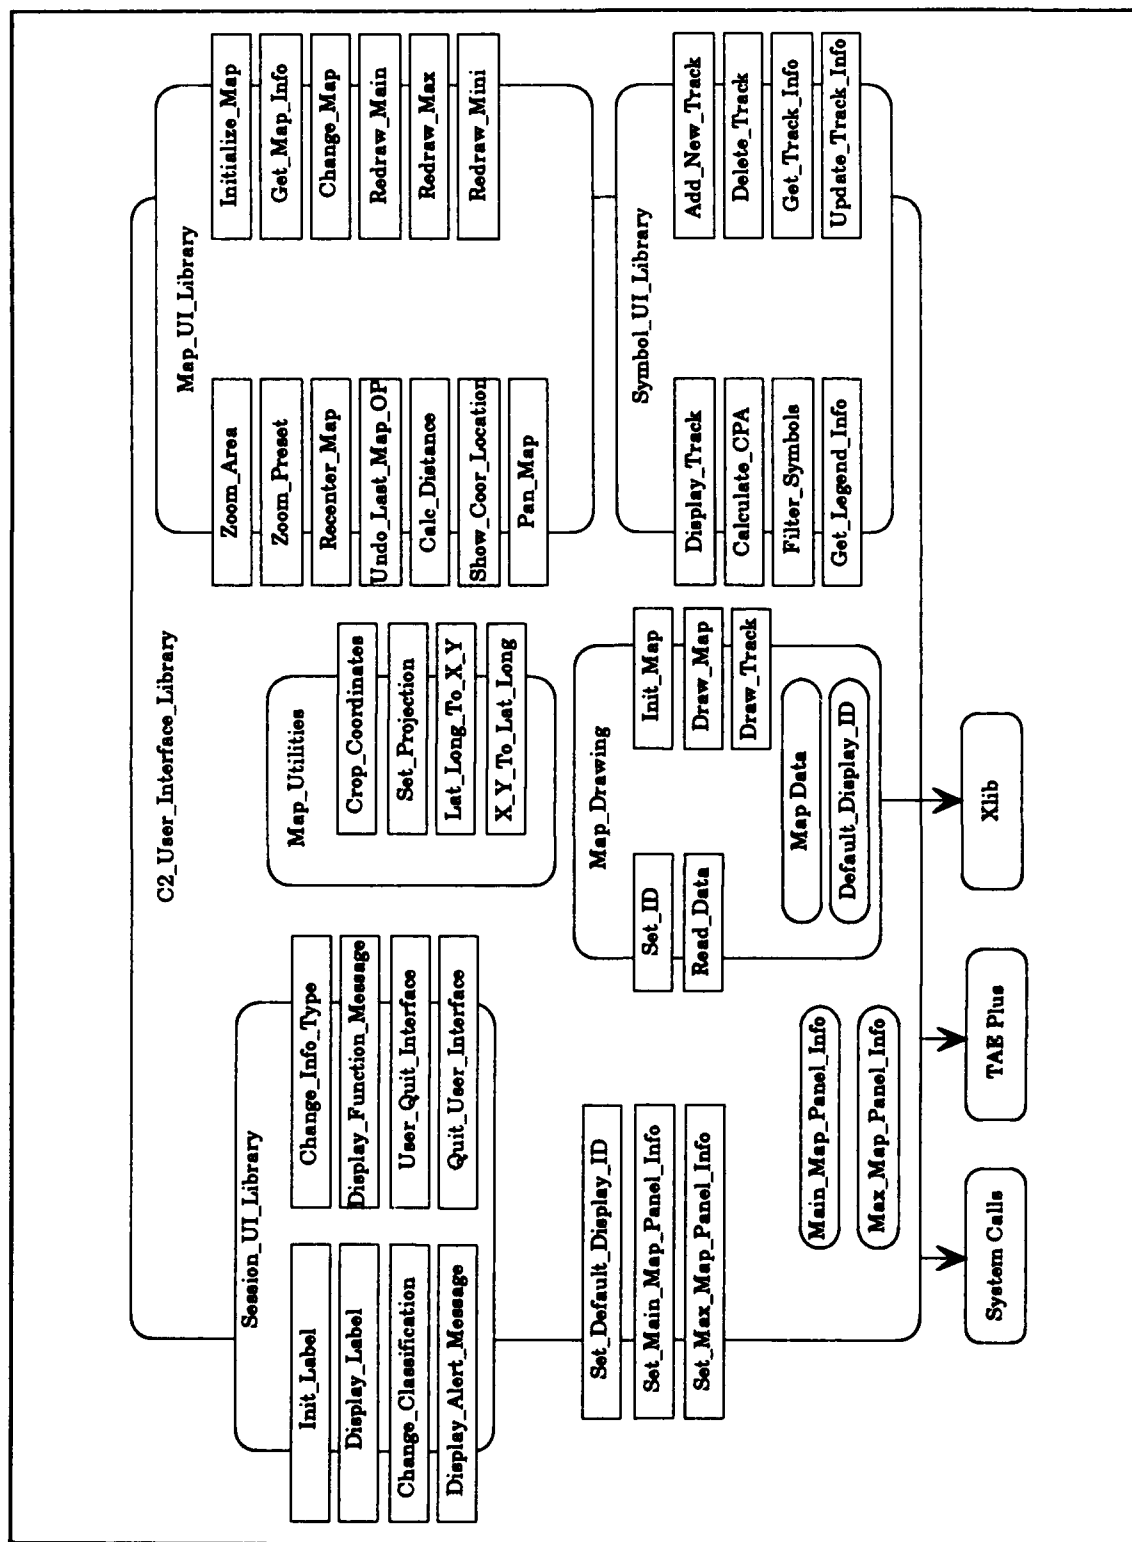 C2_User_Interface_Library
Session_UI_Library
Init_Label
Display_Label
Change_Classification
Display_Alert_Message
Change_Info_Type
Display_Function_Message
User_Quit_Interface
Quit_User_Interface
Map_Utilities
Crop_Coordinates
Set_Projection
Lat_Long_To_X_Y
X_Y_To_Lat_Long
Map_UI_Library
Zoom_Area
Zoom_Preset
Recenter_Map
Undo_Last_Map_OP
Calc_Distance
Show_Coor_Location
Pan_Map
Initialize_Map
Get_Map_Info
Change_Map
Redraw_Main
Redraw_Max
Redraw_Mini
Set_Default_Display_ID
Set_Main_Map_Panel_Info
Set_Max_Map_Panel_Info
Main_Map_Panel_Info
Max_Map_Panel_Info
Map_Drawing
Set_ID
Read_Data
Init_Map
Draw_Map
Draw_Track
Map Data
Default_Display_ID
Symbol_UI_Library
Display_Track
Calculate_CPA
Filter_Symbols
Get_Legend_Info
Add_New_Track
Delete_Track
Get_Track_Info
Update_Track_Info
System Calls
TAE Plus
Xlib